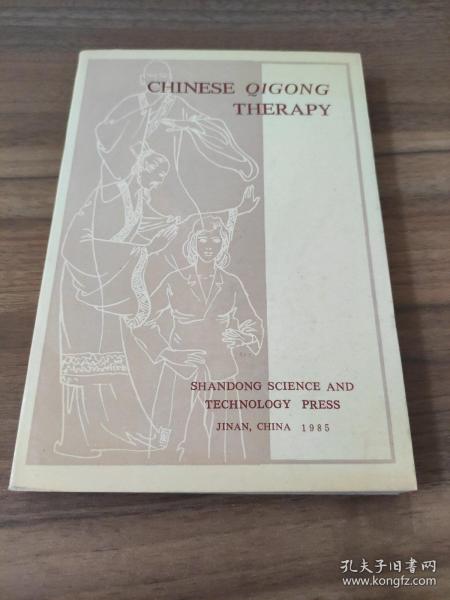 CHINESE QIGONG
THERAPY
SHANDONG SCIENCE AND
TECHNOLOGY PRESS
JINAN, CHINA 1985
孔夫子旧书网
www.kongfz.com